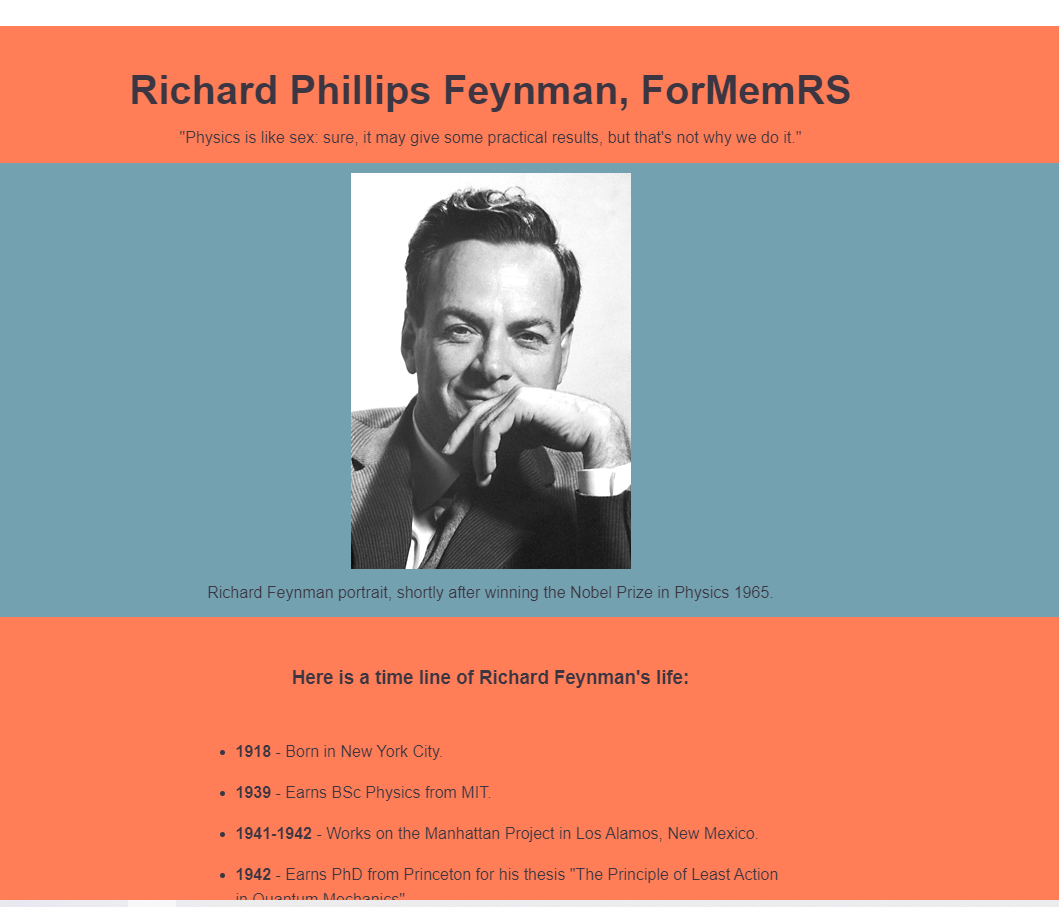 Richard Phillips Feynman, ForMemRS
"Physics is like sex: sure, it may give some practical results, but that's not why we do it."
Richard Feynman portrait, shortly after winning the Nobel Prize in Physics 1965.
Here is a time line of Richard Feynman's life:
• 1918 - Born in New York City.
• 1939 - Earns BSc Physics from MIT.
• 1941-1942 - Works on the Manhattan Project in Los Alamos, New Mexico.
• 1942 - Earns PhD from Princeton for his thesis "The Principle of Least Action
in Quantum Mechanics"